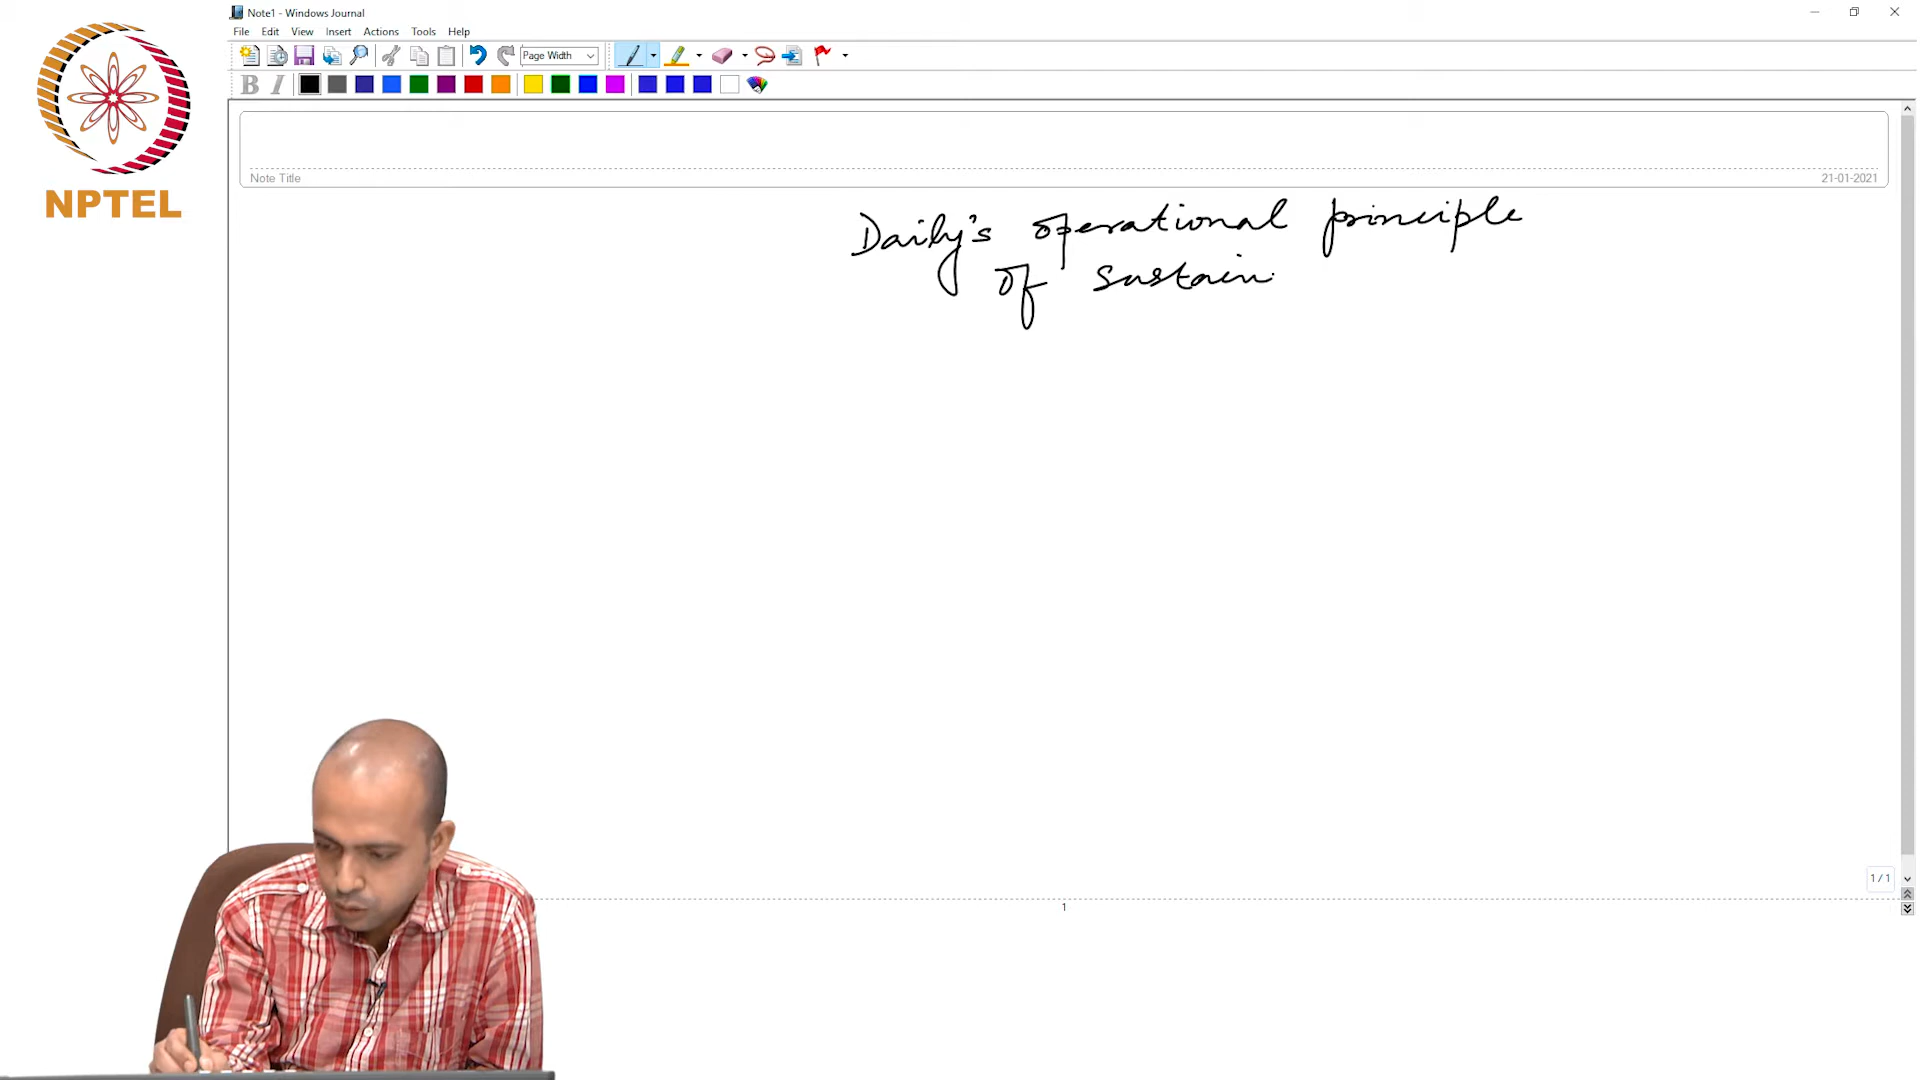 Note1 - Windows Journal
File Edit View Insert Actions Tools Help
Page Width
B I
NPTEL
Note Title
21-01-2021
Daily's operational principle
of sustain
1 / 1
1